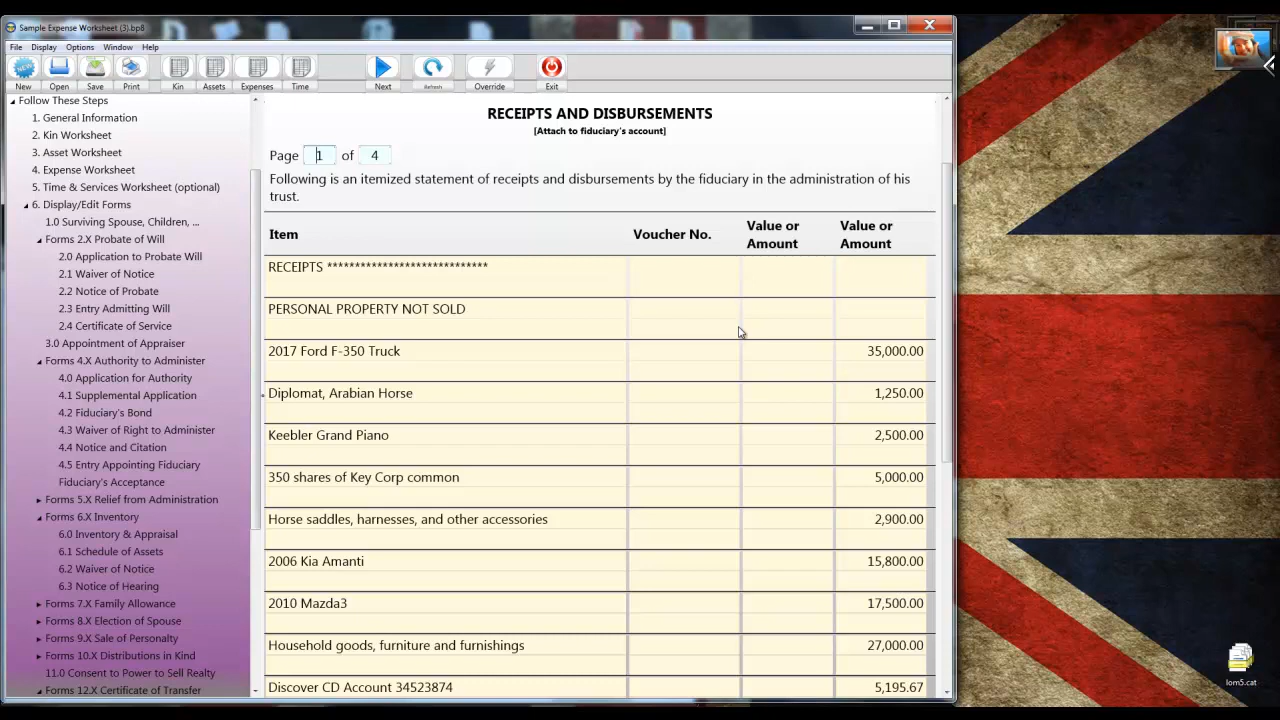 Sample Expense Worksheet (3).bp8
File Display Options Window Help
New Open Save Print Kin Assets Expenses Time Next Refresh Override Exit
Follow These Steps
1. General Information
2. Kin Worksheet
3. Asset Worksheet
4. Expense Worksheet
5. Time & Services Worksheet (optional)
6. Display/Edit Forms
1.0 Surviving Spouse, Children, ...
Forms 2.X Probate of Will
2.0 Application to Probate Will
2.1 Waiver of Notice
2.2 Notice of Probate
2.3 Entry Admitting Will
2.4 Certificate of Service
3.0 Appointment of Appraiser
Forms 4.X Authority to Administer
4.0 Application for Authority
4.1 Supplemental Application
4.2 Fiduciary's Bond
4.3 Waiver of Right to Administer
4.4 Notice and Citation
4.5 Entry Appointing Fiduciary
Fiduciary's Acceptance
Forms 5.X Relief from Administration
Forms 6.X Inventory
6.0 Inventory & Appraisal
6.1 Schedule of Assets
6.2 Waiver of Notice
6.3 Notice of Hearing
Forms 7.X Family Allowance
Forms 8.X Election of Spouse
Forms 9.X Sale of Personalty
Forms 10.X Distributions in Kind
11.0 Consent to Power to Sell Realty
Forms 12.X Certificate of Transfer
RECEIPTS AND DISBURSEMENTS
[Attach to fiduciary's account]
Page 1 of 4
Following is an itemized statement of receipts and disbursements by the fiduciary in the administration of his
trust.
Item Voucher No. Value or Amount Value or Amount
RECEIPTS *****************************
PERSONAL PROPERTY NOT SOLD
2017 Ford F-350 Truck 35,000.00
Diplomat, Arabian Horse 1,250.00
Keebler Grand Piano 2,500.00
350 shares of Key Corp common 5,000.00
Horse saddles, harnesses, and other accessories 2,900.00
2006 Kia Amanti 15,800.00
2010 Mazda3 17,500.00
Household goods, furniture and furnishings 27,000.00
Discover CD Account 34523874 5,195.67
lom5.cat